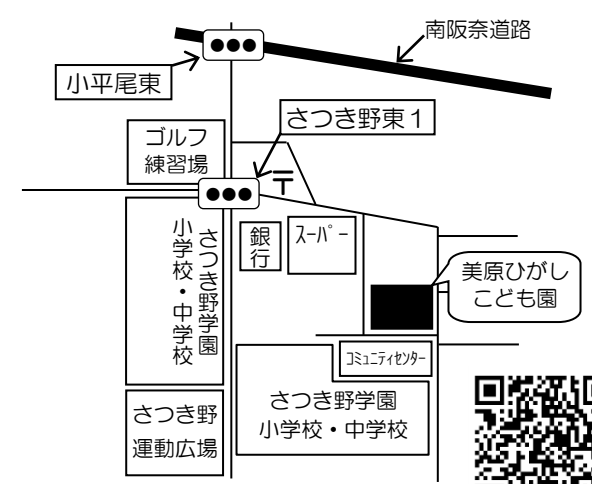 南阪奈道路
小平尾東
さつき野東１
ゴルフ
練習場
〒
銀行
ｽｰﾊﾟｰ
さつき野学園
小学校・中学校
美原ひがし
こども園
ｺﾐｭﾆﾃｨｾﾝﾀｰ
さつき野学園
小学校・中学校
さつき野
運動広場